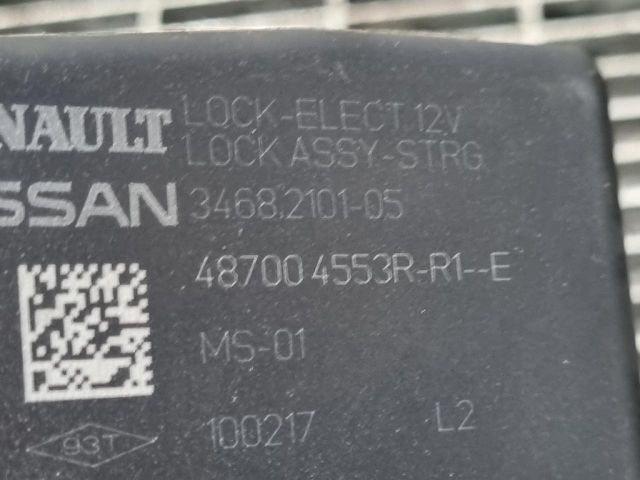 NAULT LOCK-ELECT.12V
LOCK ASSY-STRG
SSAN 3468.2101-05
48700 4553R-R1--E
MS-01
93T 100217 L2